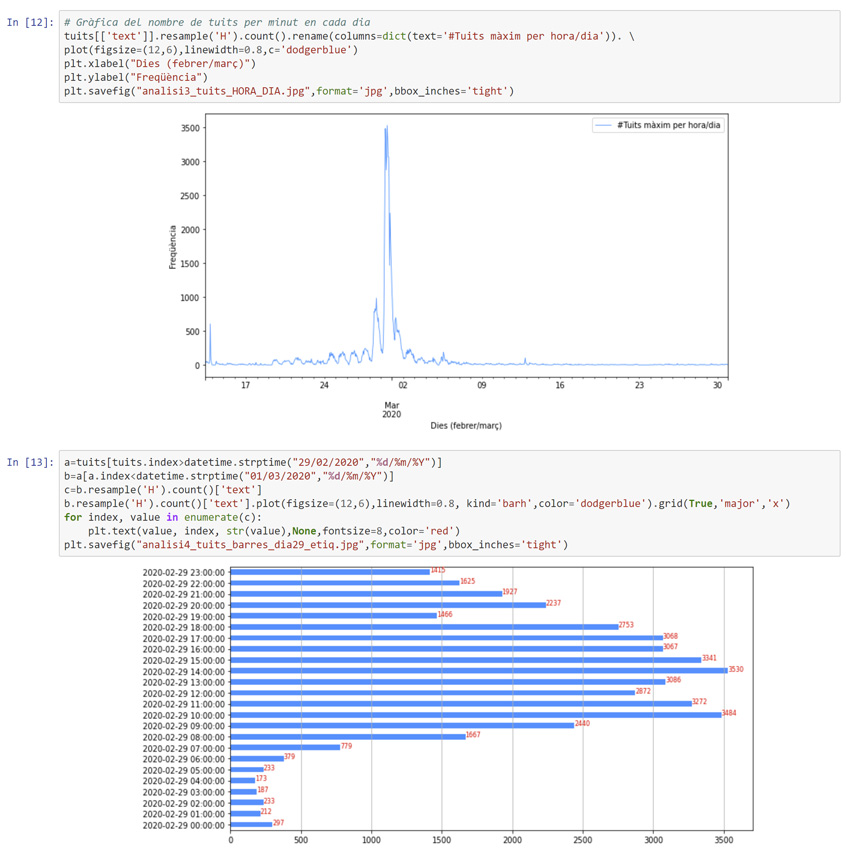 In [12]:
# Gràfica del nombre de tuits per minut en cada dia
tuits[['text']].resample('H').count().rename(columns=dict(text='#Tuits màxim per hora/dia')). \
plot(figsize=(12,6),linewidth=0.8,c='dodgerblue')
plt.xlabel("Dies (febrer/març)")
plt.ylabel("Freqüència")
plt.savefig("analisi3_tuits_HORA_DIA.jpg",format='jpg',bbox_inches='tight')
#Tuits màxim per hora/dia
3500
3000
2500
2000
1500
1000
500
0
Freqüència
17 24 02 09 16 23 30
Mar
2020
Dies (febrer/març)
In [13]:
a=tuits[tuits.index>datetime.strptime("29/02/2020","%d/%m/%Y")]
b=a[a.index<datetime.strptime("01/03/2020","%d/%m/%Y")]
c=b.resample('H').count()['text']
b.resample('H').count()['text'].plot(figsize=(12,6),linewidth=0.8, kind='barh',color='dodgerblue').grid(True,'major','x')
for index, value in enumerate(c):
    plt.text(value, index, str(value),None,fontsize=8,color='red')
plt.savefig("analisi4_tuits_barres_dia29_etiq.jpg",format='jpg',bbox_inches='tight')
2020-02-29 23:00:00 1415
2020-02-29 22:00:00 1625
2020-02-29 21:00:00 1927
2020-02-29 20:00:00 2237
2020-02-29 19:00:00 1466
2020-02-29 18:00:00 2753
2020-02-29 17:00:00 3068
2020-02-29 16:00:00 3067
2020-02-29 15:00:00 3341
2020-02-29 14:00:00 3530
2020-02-29 13:00:00 3086
2020-02-29 12:00:00 2872
2020-02-29 11:00:00 3272
2020-02-29 10:00:00 3484
2020-02-29 09:00:00 2440
2020-02-29 08:00:00 1667
2020-02-29 07:00:00 779
2020-02-29 06:00:00 379
2020-02-29 05:00:00 233
2020-02-29 04:00:00 173
2020-02-29 03:00:00 187
2020-02-29 02:00:00 233
2020-02-29 01:00:00 212
2020-02-29 00:00:00 297
0 500 1000 1500 2000 2500 3000 3500